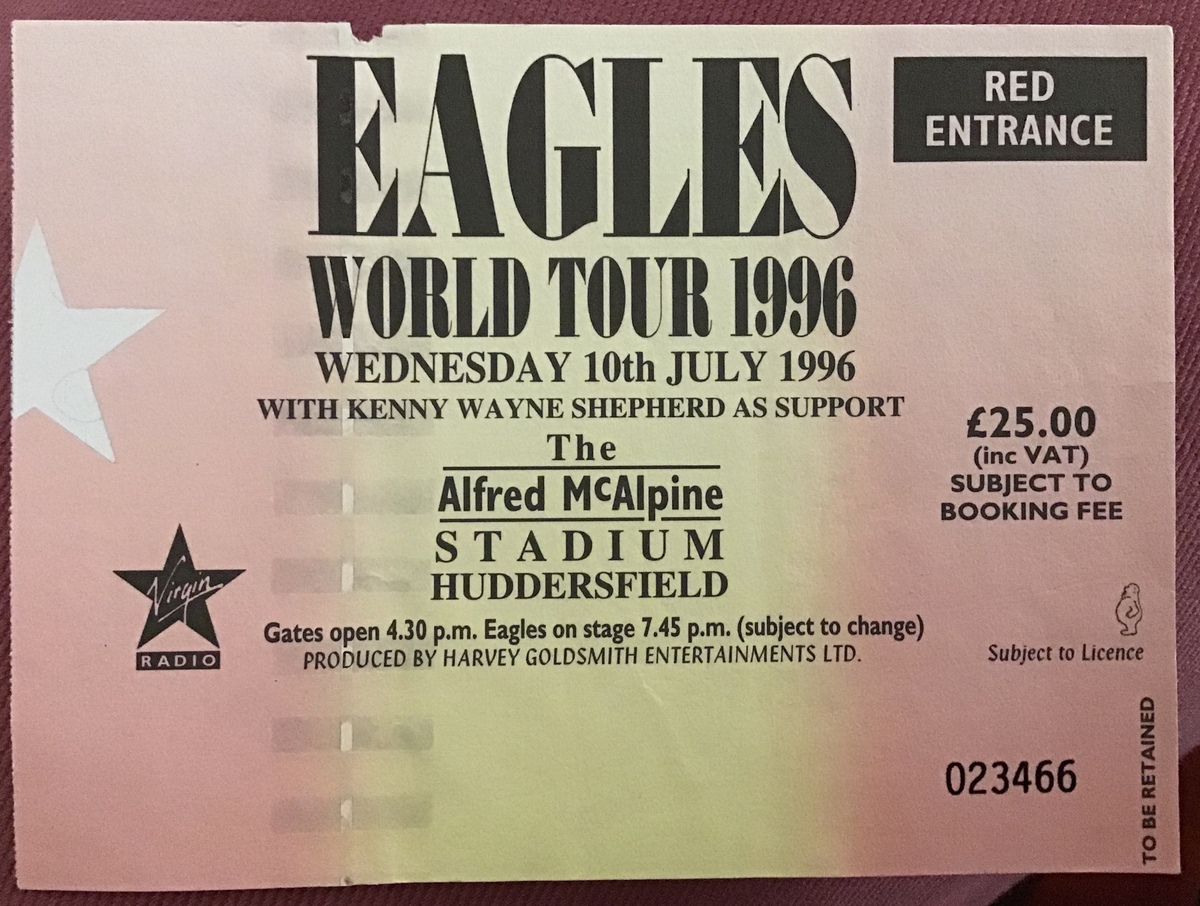 EAGLES
WORLD TOUR 1996
WEDNESDAY 10th JULY 1996
WITH KENNY WAYNE SHEPHERD AS SUPPORT
The
Alfred McAlpine
STADIUM
HUDDERSFIELD
Gates open 4.30 p.m. Eagles on stage 7.45 p.m. (subject to change)
PRODUCED BY HARVEY GOLDSMITH ENTERTAINMENTS LTD.
Virgin
RADIO
RED
ENTRANCE
£25.00
(inc VAT)
SUBJECT TO
BOOKING FEE
Subject to Licence
023466
TO BE RETAINED